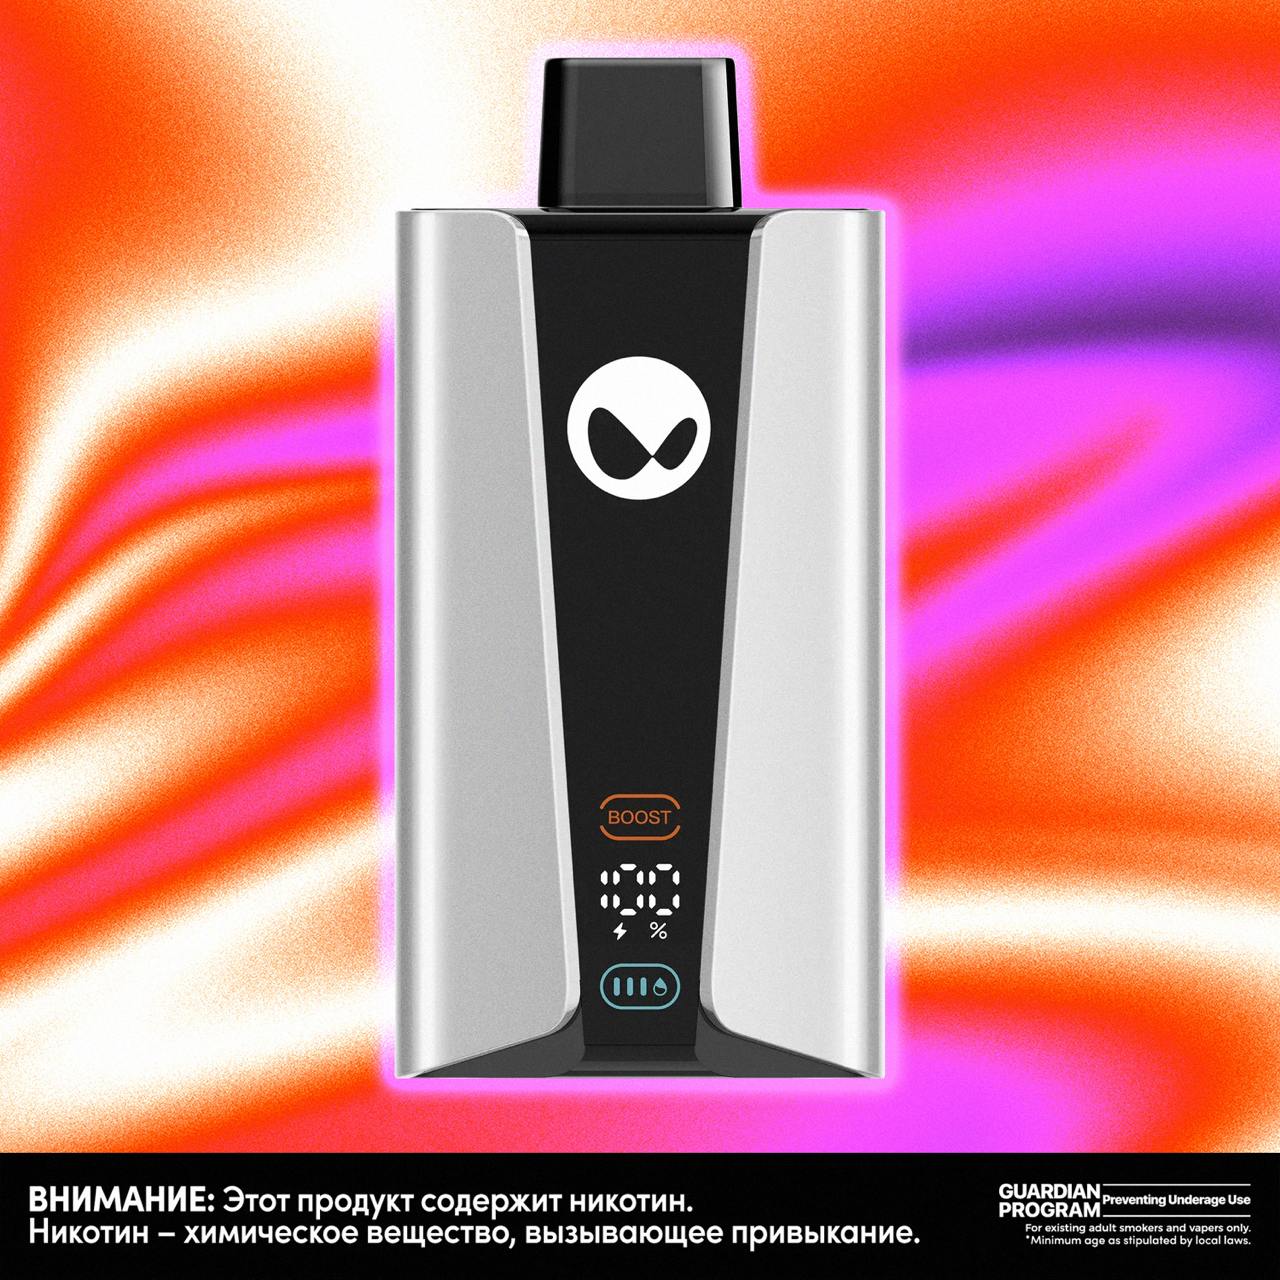 BOOST
100
%
ВНИМАНИЕ: Этот продукт содержит никотин.
Никотин – химическое вещество, вызывающее привыкание.
GUARDIAN
PROGRAM
Preventing Underage Use
For existing adult smokers and vapers only.
*Minimum age as stipulated by local laws.